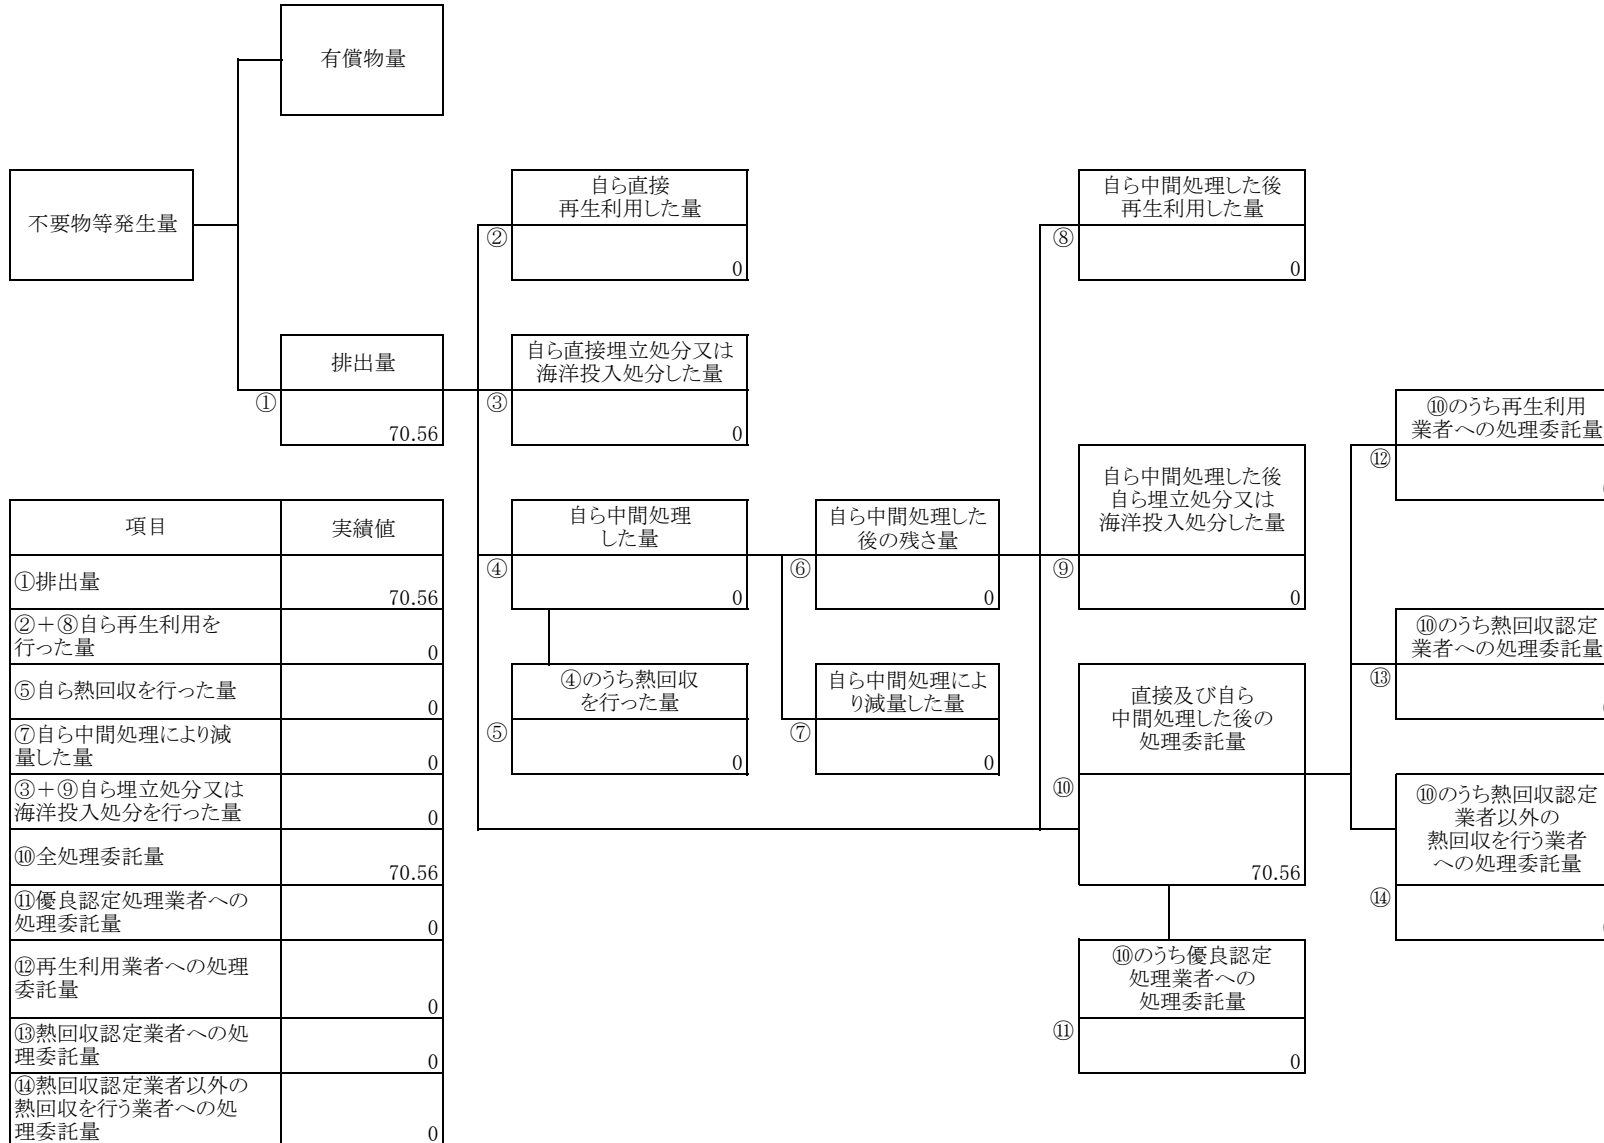 有償物量
不要物等発生量
自ら直接
再生利用した量
②
0
自ら中間処理した後
再生利用した量
⑧
0
排出量
①
70.56
自ら直接埋立処分又は
海洋投入処分した量
③
0
⑩のうち再生利用
業者への処理委託量
⑫
自ら中間処理した後
自ら埋立処分又は
海洋投入処分した量
⑨
0
自ら中間処理
した量
④
0
自ら中間処理した
後の残さ量
⑥
0
⑩のうち熱回収認定
業者への処理委託量
⑬
④のうち熱回収
を行った量
⑤
0
自ら中間処理によ
り減量した量
⑦
0
直接及び自ら
中間処理した後の
処理委託量
⑩
70.56
⑩のうち熱回収認定
業者以外の
熱回収を行う業者
への処理委託量
⑭
⑩のうち優良認定
処理業者への
処理委託量
⑪
0
項目 実績値
①排出量
70.56
②＋⑧自ら再生利用を
行った量
0
⑤自ら熱回収を行った量
0
⑦自ら中間処理により減
量した量
0
③＋⑨自ら埋立処分又は
海洋投入処分を行った量
0
⑩全処理委託量
70.56
⑪優良認定処理業者への
処理委託量
0
⑫再生利用業者への処理
委託量
0
⑬熱回収認定業者への処
理委託量
0
⑭熱回収認定業者以外の
熱回収を行う業者への処
理委託量
0